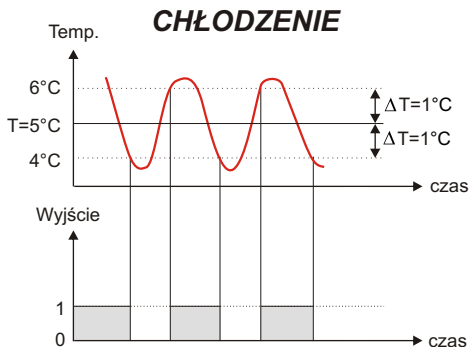 CHŁODZENIE
Temp.
6°C
ΔT=1°C
T=5°C
ΔT=1°C
4°C
czas
Wyjście
1
0
czas